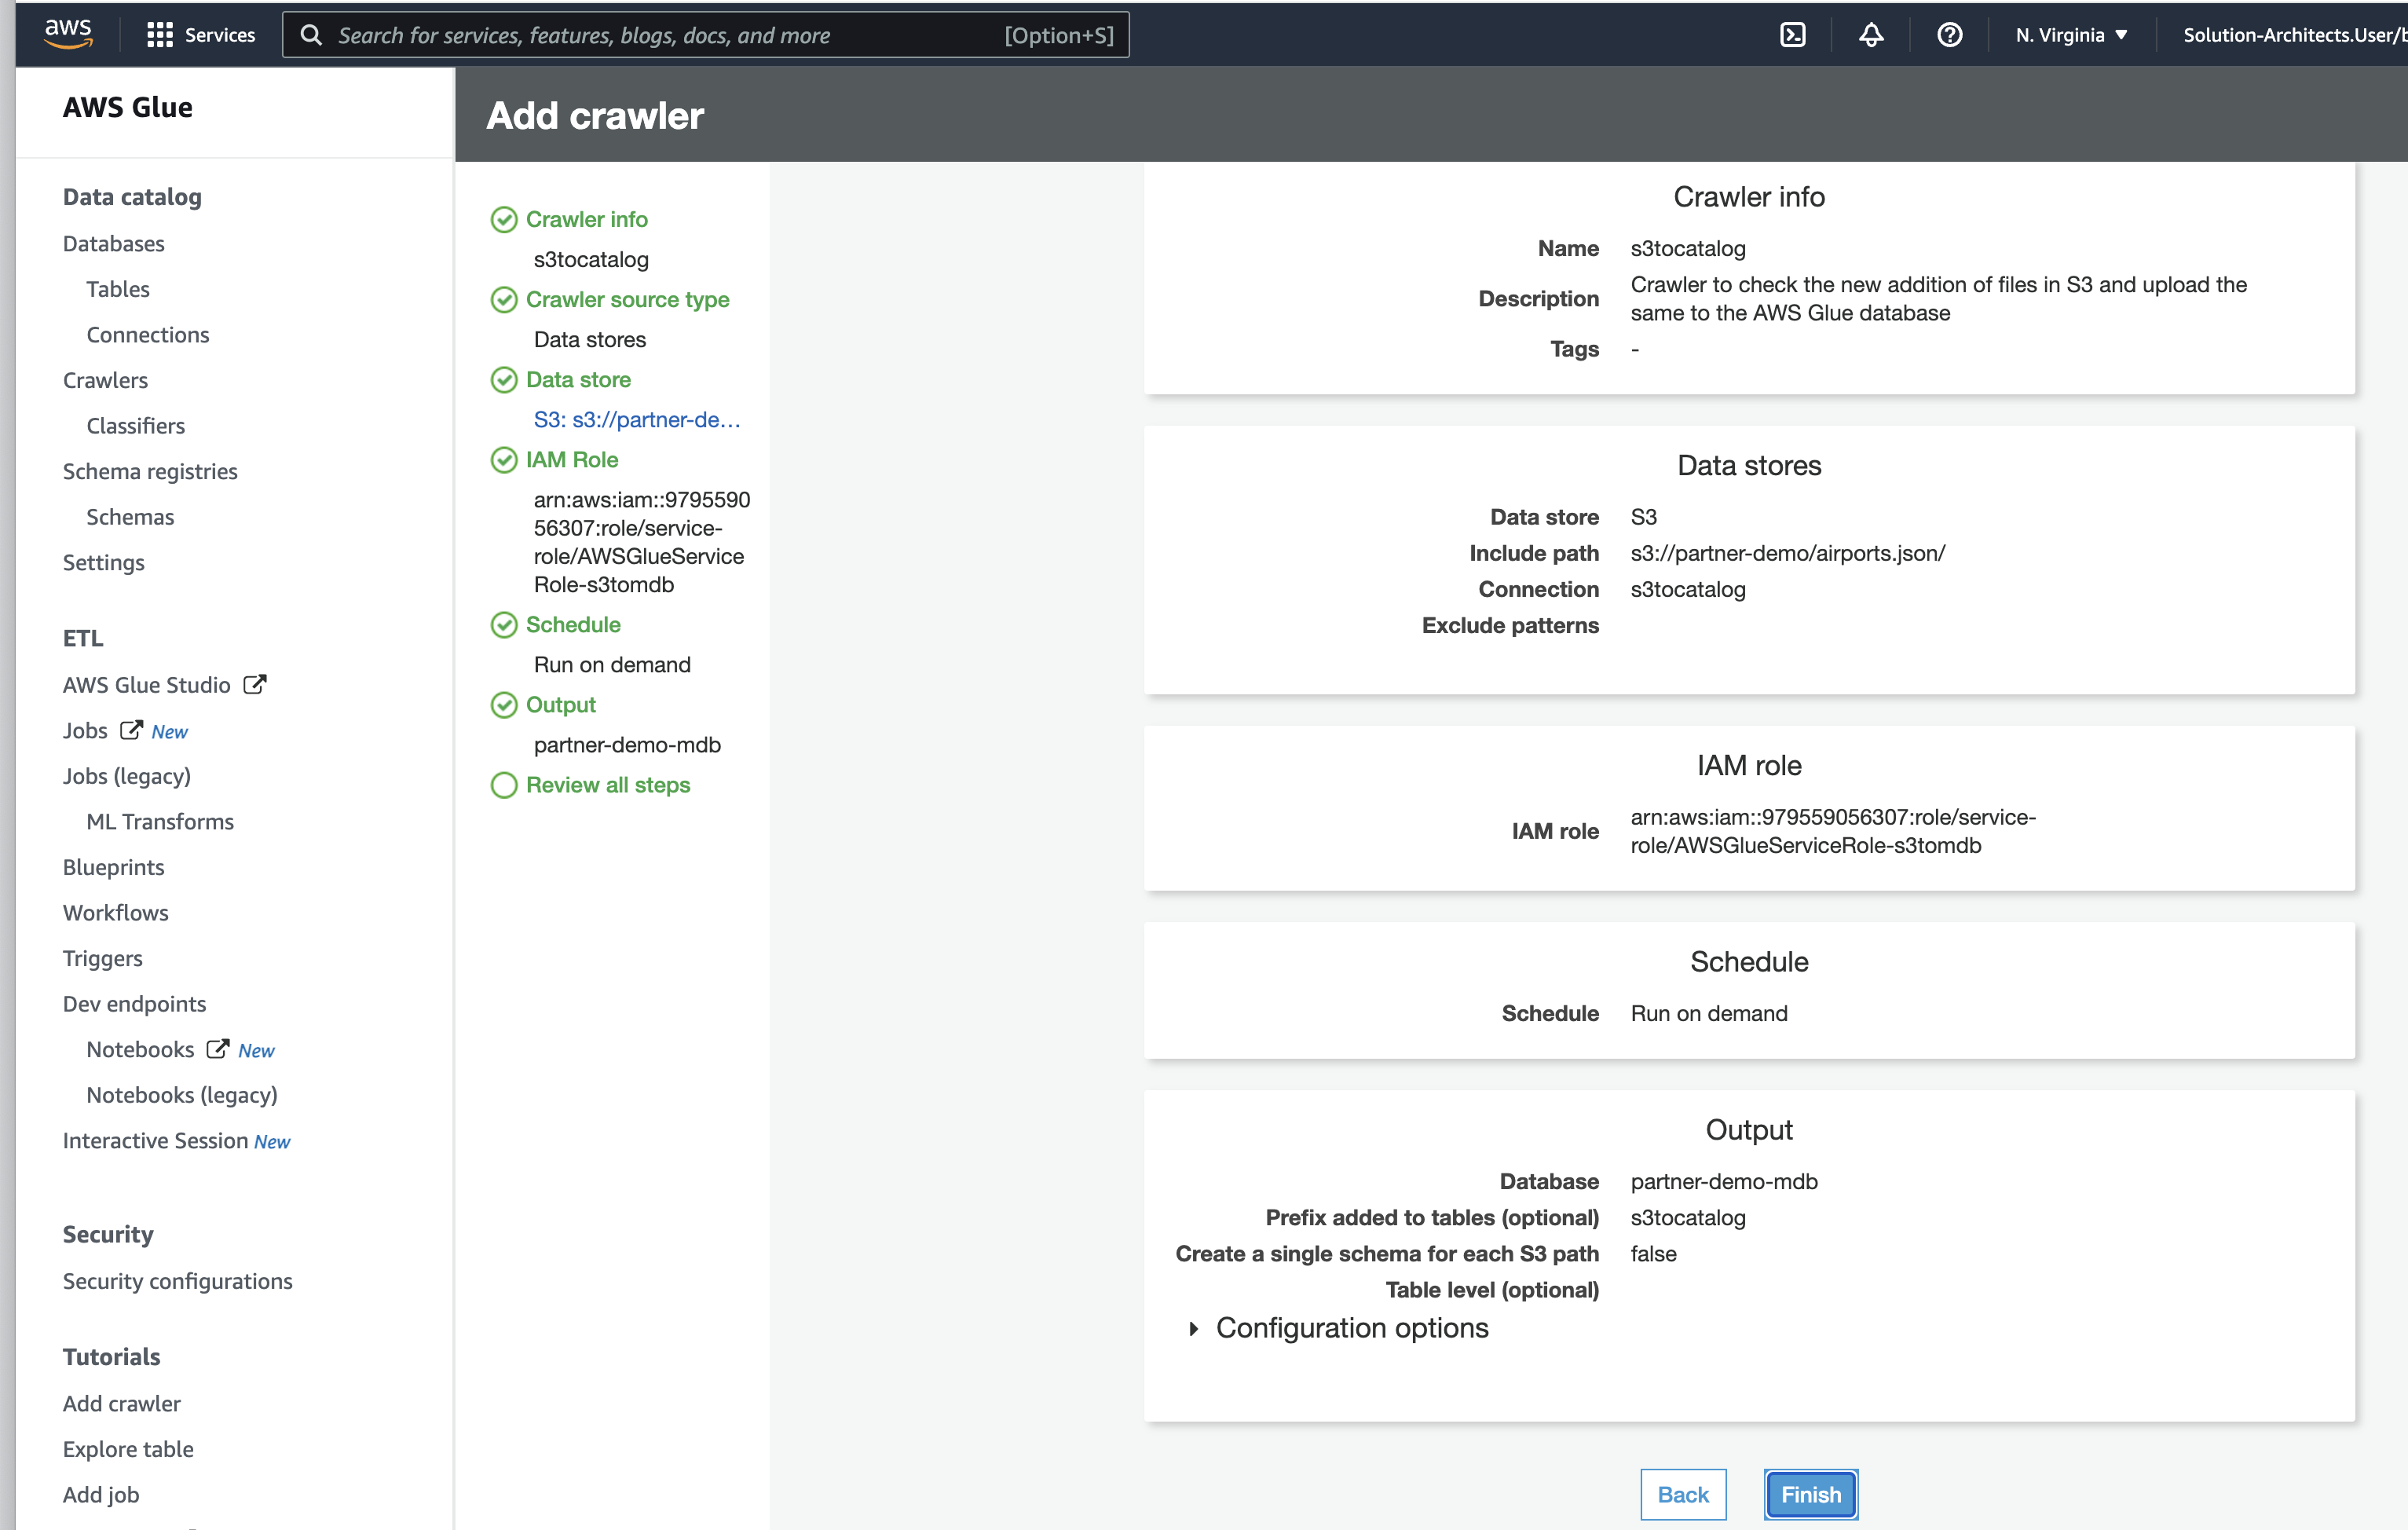 aws
Services
Search for services, features, blogs, docs, and more
[Option+S]
N. Virginia
Solution-Architects.User/b
AWS Glue
Data catalog
Databases
Tables
Connections
Crawlers
Classifiers
Schema registries
Schemas
Settings
ETL
AWS Glue Studio
Jobs New
Jobs (legacy)
ML Transforms
Blueprints
Workflows
Triggers
Dev endpoints
Notebooks New
Notebooks (legacy)
Interactive Session New
Security
Security configurations
Tutorials
Add crawler
Explore table
Add job
Add crawler
Crawler info
s3tocatalog
Crawler source type
Data stores
Data store
S3: s3://partner-de...
IAM Role
arn:aws:iam::9795590
56307:role/service-
role/AWSGlueService
Role-s3tomdb
Schedule
Run on demand
Output
partner-demo-mdb
Review all steps
Crawler info
Name s3tocatalog
Description Crawler to check the new addition of files in S3 and upload the
same to the AWS Glue database
Tags -
Data stores
Data store S3
Include path s3://partner-demo/airports.json/
Connection s3tocatalog
Exclude patterns
IAM role
IAM role arn:aws:iam::979559056307:role/service-
role/AWSGlueServiceRole-s3tomdb
Schedule
Schedule Run on demand
Output
Database partner-demo-mdb
Prefix added to tables (optional) s3tocatalog
Create a single schema for each S3 path false
Table level (optional)
Configuration options
Back
Finish